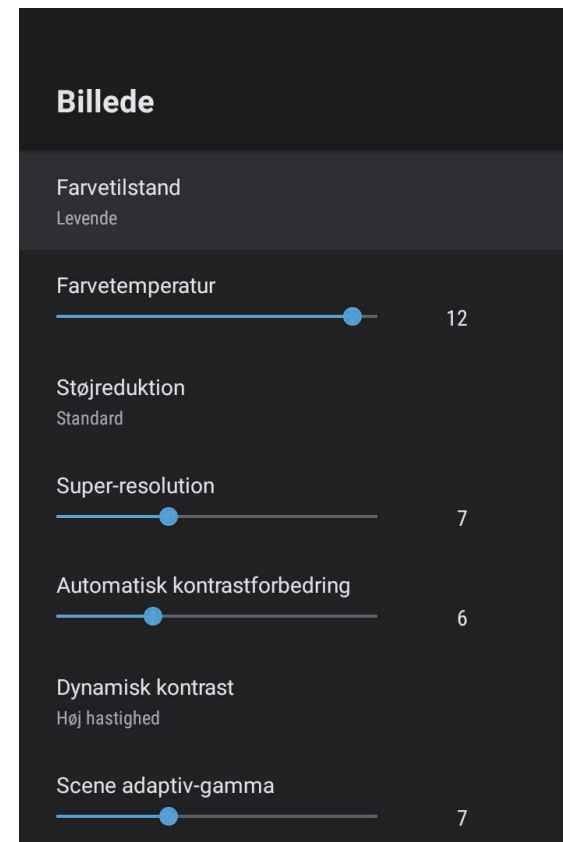 Billede
Farvetilstand
Levende
Farvetemperatur
12
Støjreduktion
Standard
Super-resolution
7
Automatisk kontrastforbedring
6
Dynamisk kontrast
Høj hastighed
Scene adaptiv-gamma
7